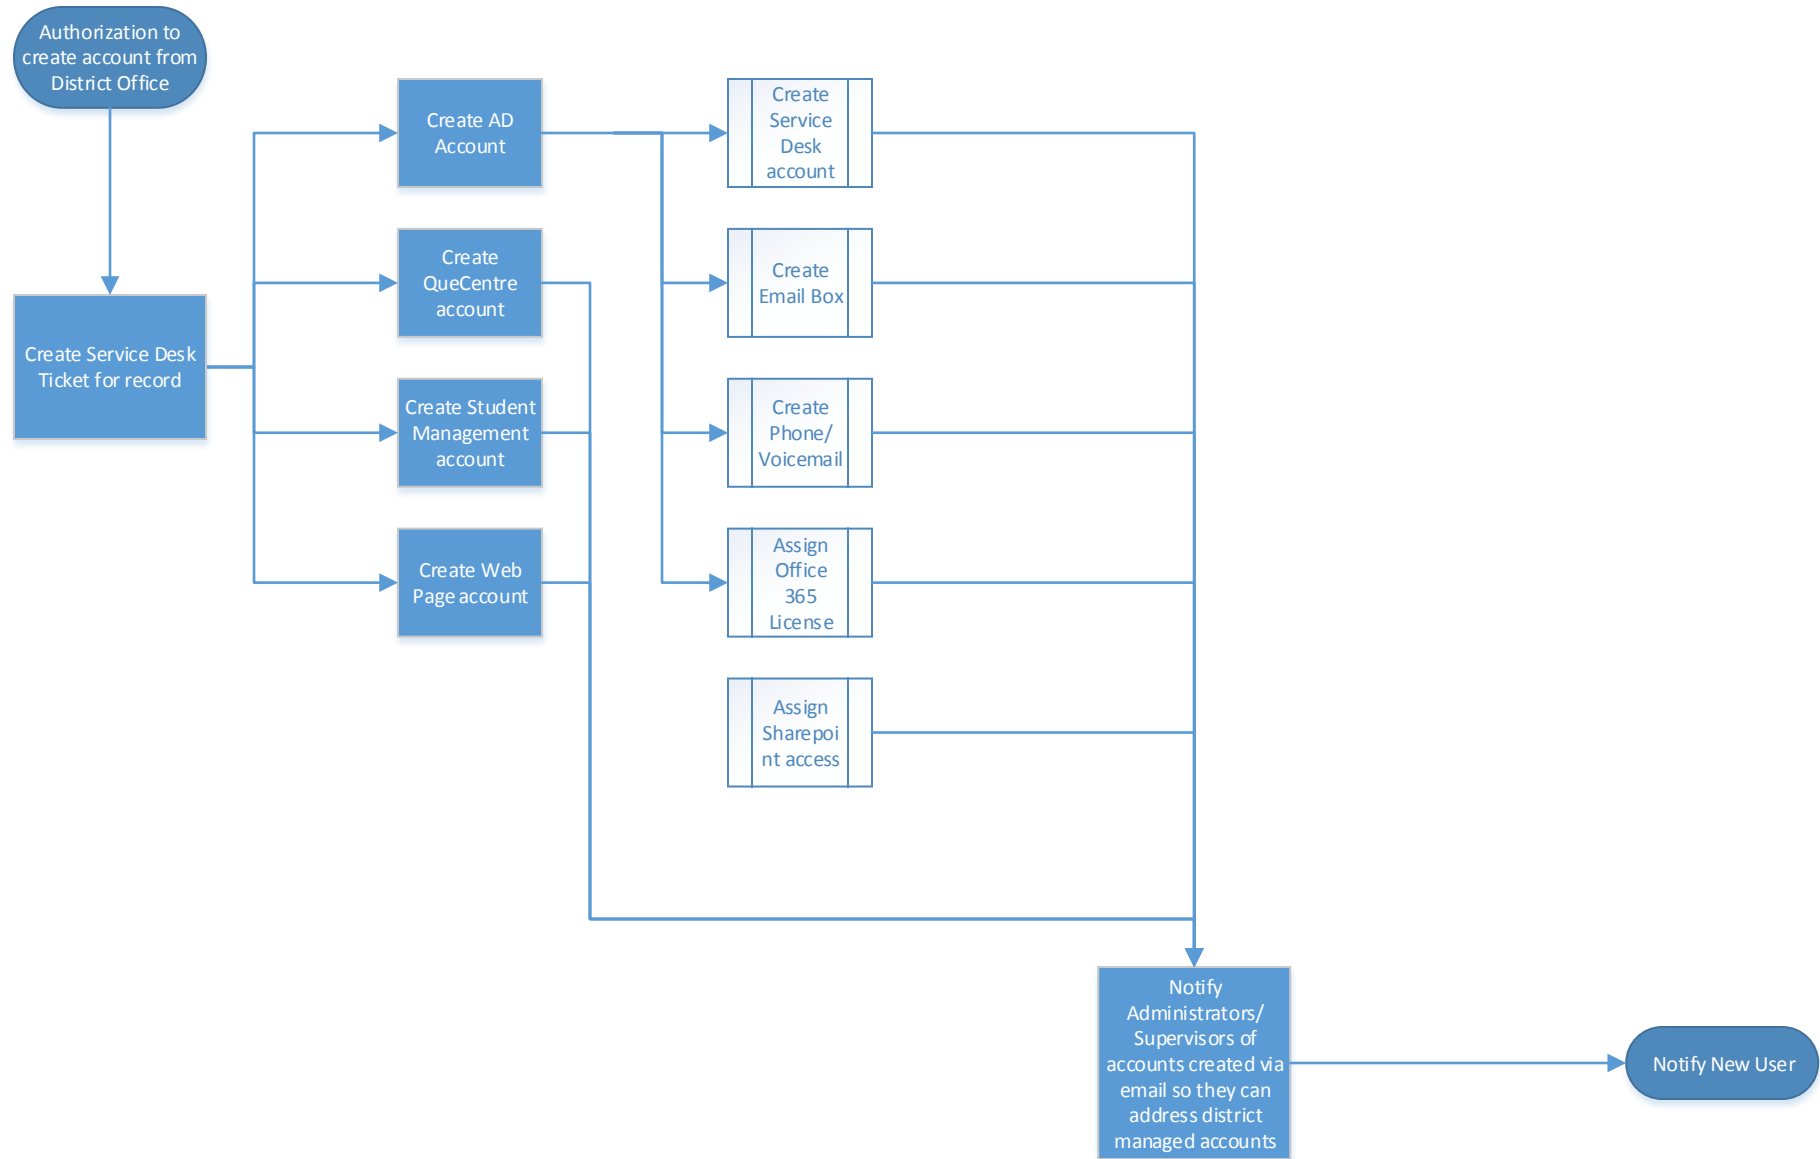 Authorization to
create account from
District Office
Create Service Desk
Ticket for record
Create AD
Account
Create
QueCentre
account
Create Student
Management
account
Create Web
Page account
Create
Service
Desk
account
Create
Email Box
Create
Phone/
Voicemail
Assign
Office
365
License
Assign
Sharepoi
nt access
Notify
Administrators/
Supervisors of
accounts created via
email so they can
address district
managed accounts
Notify New User